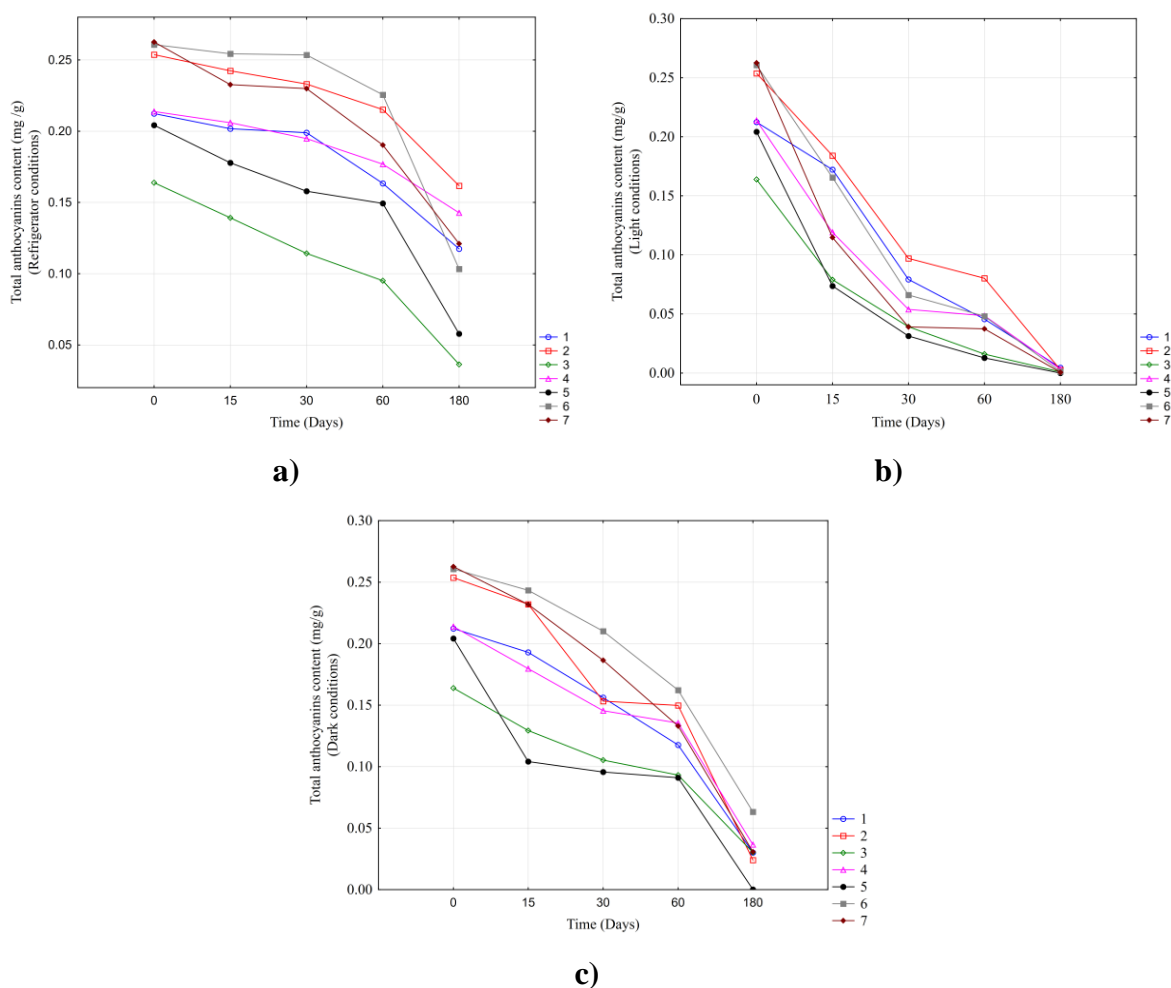 Total anthocyanins content (mg /g)
(Refrigerator conditions)
0.25
0.20
0.15
0.10
0.05
0 15 30 60 180
Time (Days)
1
2
3
4
5
6
7
a)
Total anthocyanins content (mg/g)
(Light conditions)
0.30
0.25
0.20
0.15
0.10
0.05
0.00
0 15 30 60 180
Time (Days)
1
2
3
4
5
6
7
b)
Total anthocyanins content (mg/g)
(Dark conditions)
0.30
0.25
0.20
0.15
0.10
0.05
0.00
0 15 30 60 180
Time (Days)
1
2
3
4
5
6
7
c)